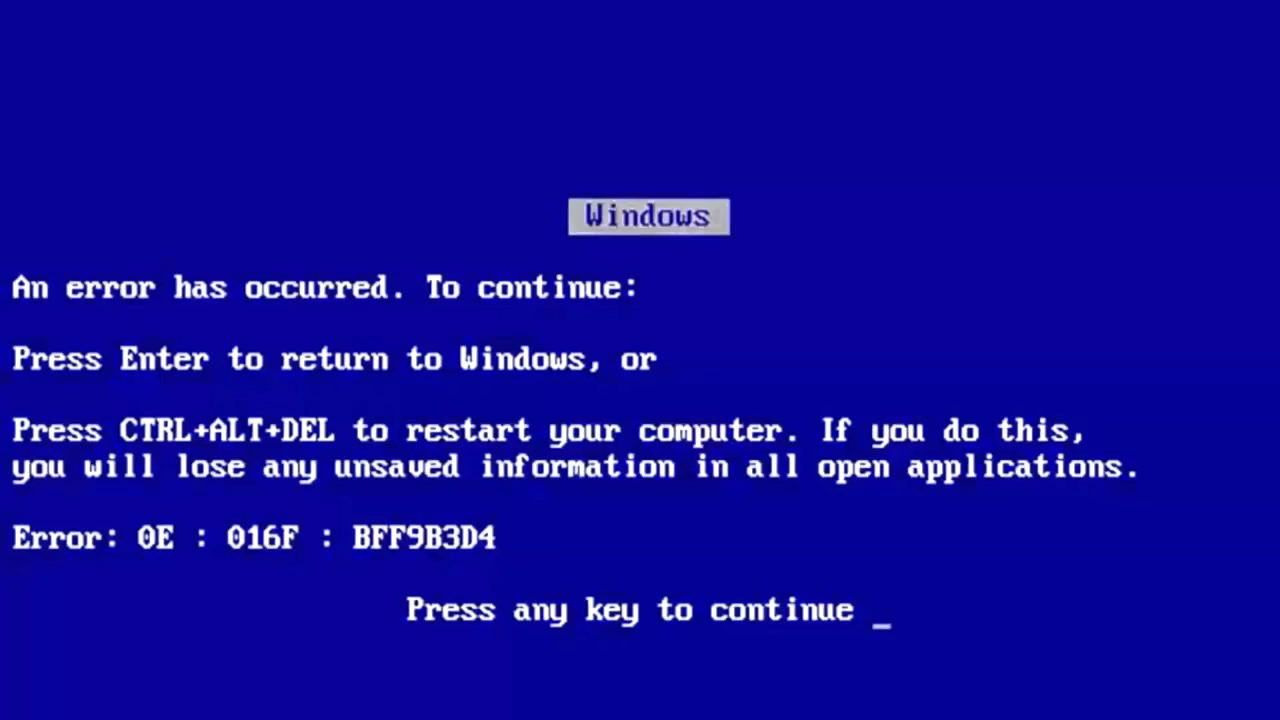 Windows
An error has occurred. To continue:
Press Enter to return to Windows, or
Press CTRL+ALT+DEL to restart your computer. If you do this,
you will lose any unsaved information in all open applications.
Error: 0E : 016F : BFF9B3D4
Press any key to continue _